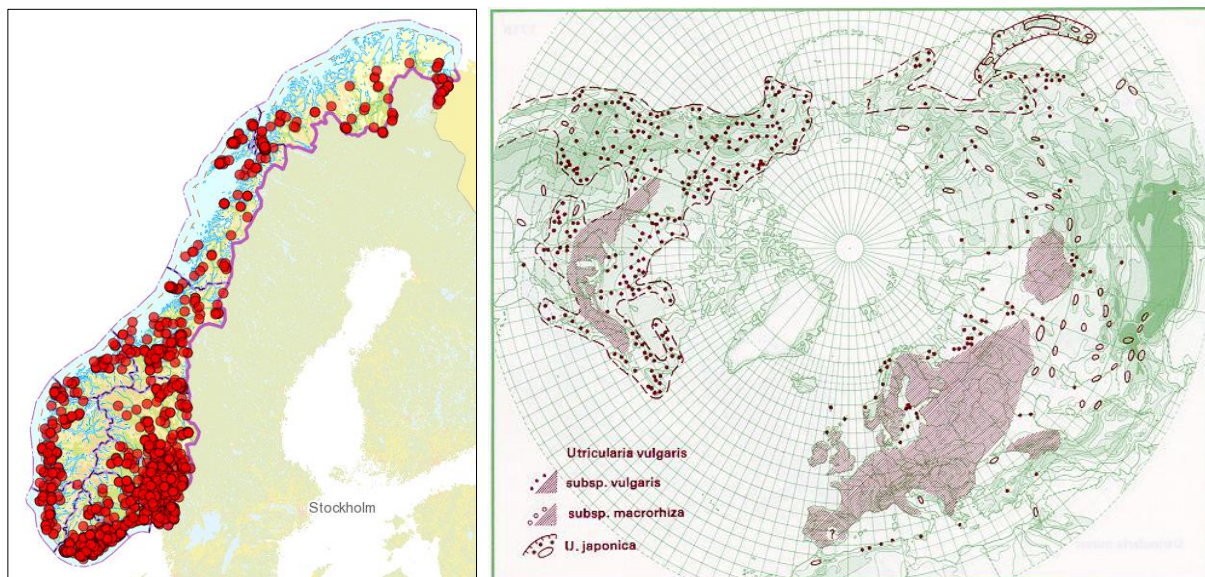 Stockholm
Utricularia vulgaris
subsp. vulgaris
subsp. macrorhiza
U. japonica
?
?